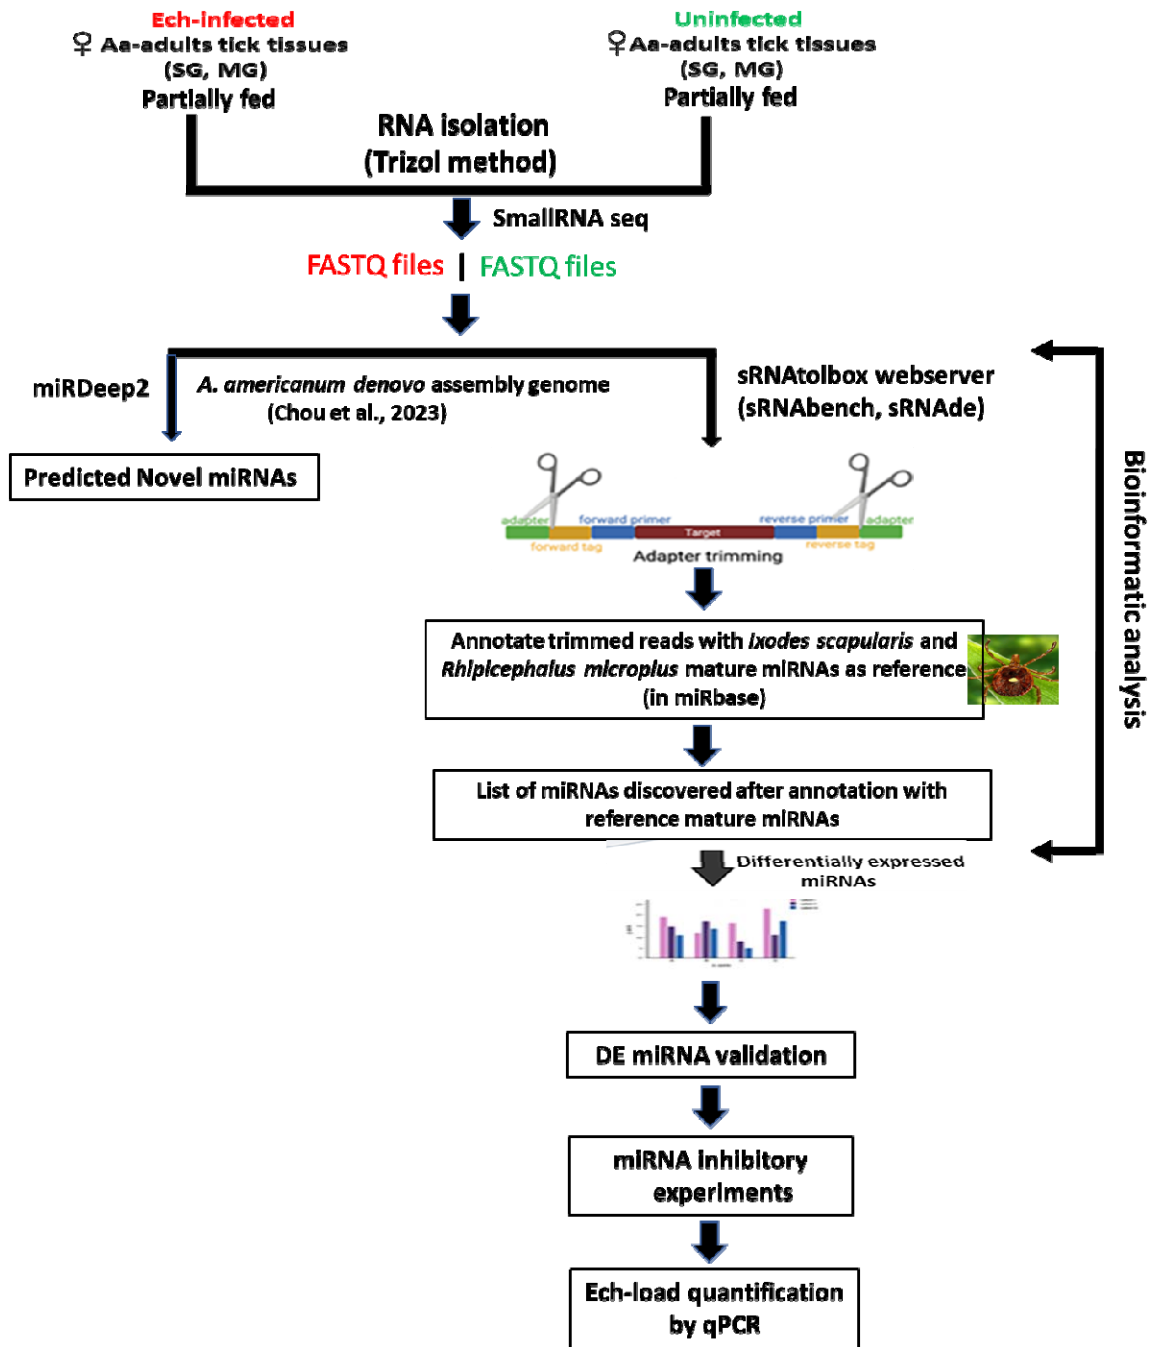 Ech-infected
♀ Aa-adults tick tissues
(SG, MG)
Partially fed
Uninfected
♀ Aa-adults tick tissues
(SG, MG)
Partially fed
RNA isolation
(Trizol method)
SmallRNA seq
FASTQ files | FASTQ files
miRDeep2
A. americanum denovo assembly genome
(Chou et al., 2023)
sRNAtolbox webserver
(sRNAbench, sRNAde)
Predicted Novel miRNAs
adapter
forward primer
reverse primer
adapter
Target
forward tag
reverse tag
Adapter trimming
Annotate trimmed reads with Ixodes scapularis and
Rhipicephalus microplus mature miRNAs as reference
(in miRbase)
List of miRNAs discovered after annotation with
reference mature miRNAs
Differentially expressed
miRNAs
DE miRNA validation
miRNA inhibitory
experiments
Ech-load quantification
by qPCR
Bioinformatic analysis